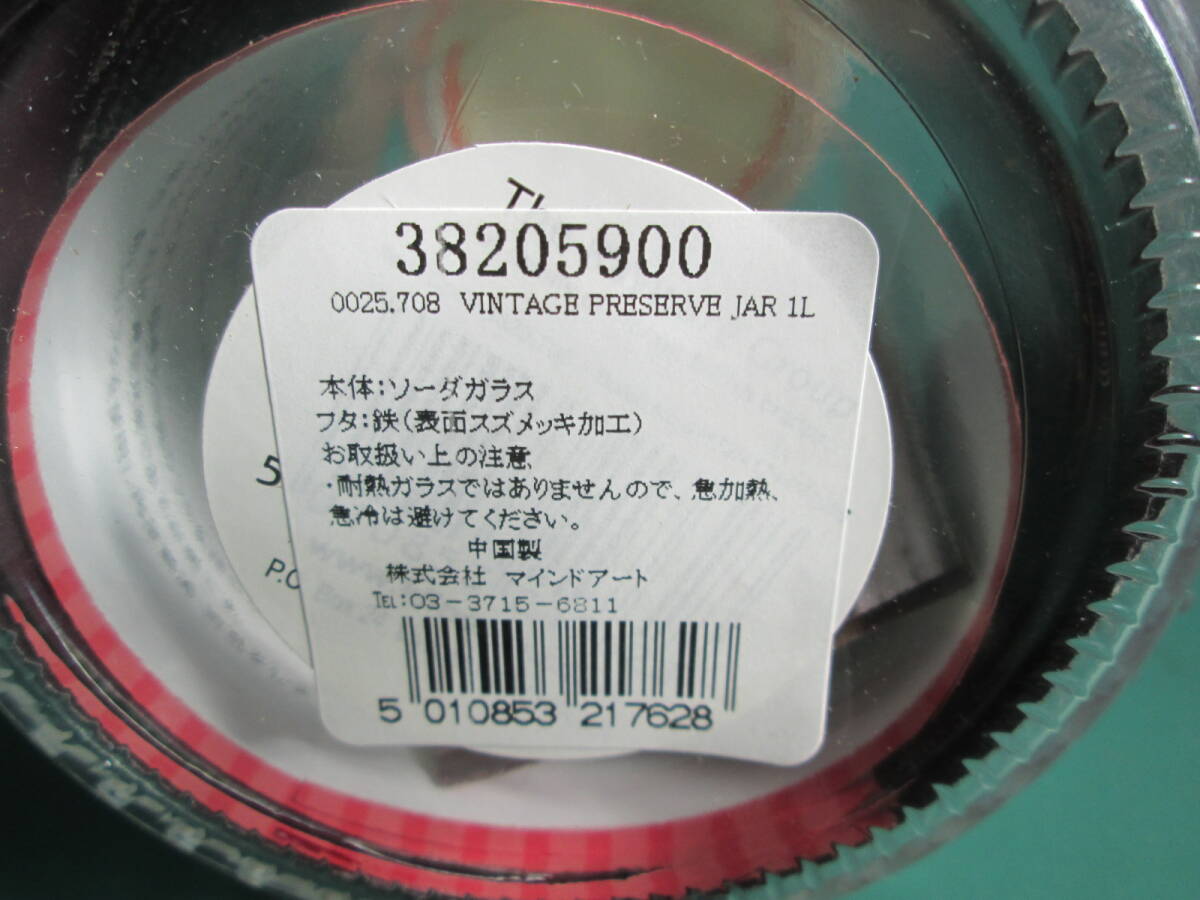 38205900
0025.708 VINTAGE PRESERVE JAR 1L
本体：ソーダガラス
フタ：鉄（表面スズメッキ加工）
お取扱い上の注意
・耐熱ガラスではありませんので、急加熱、
急冷は避けてください。
中国製
株式会社 マインドアート
TEL：03－3715－6811
5 010853 217628